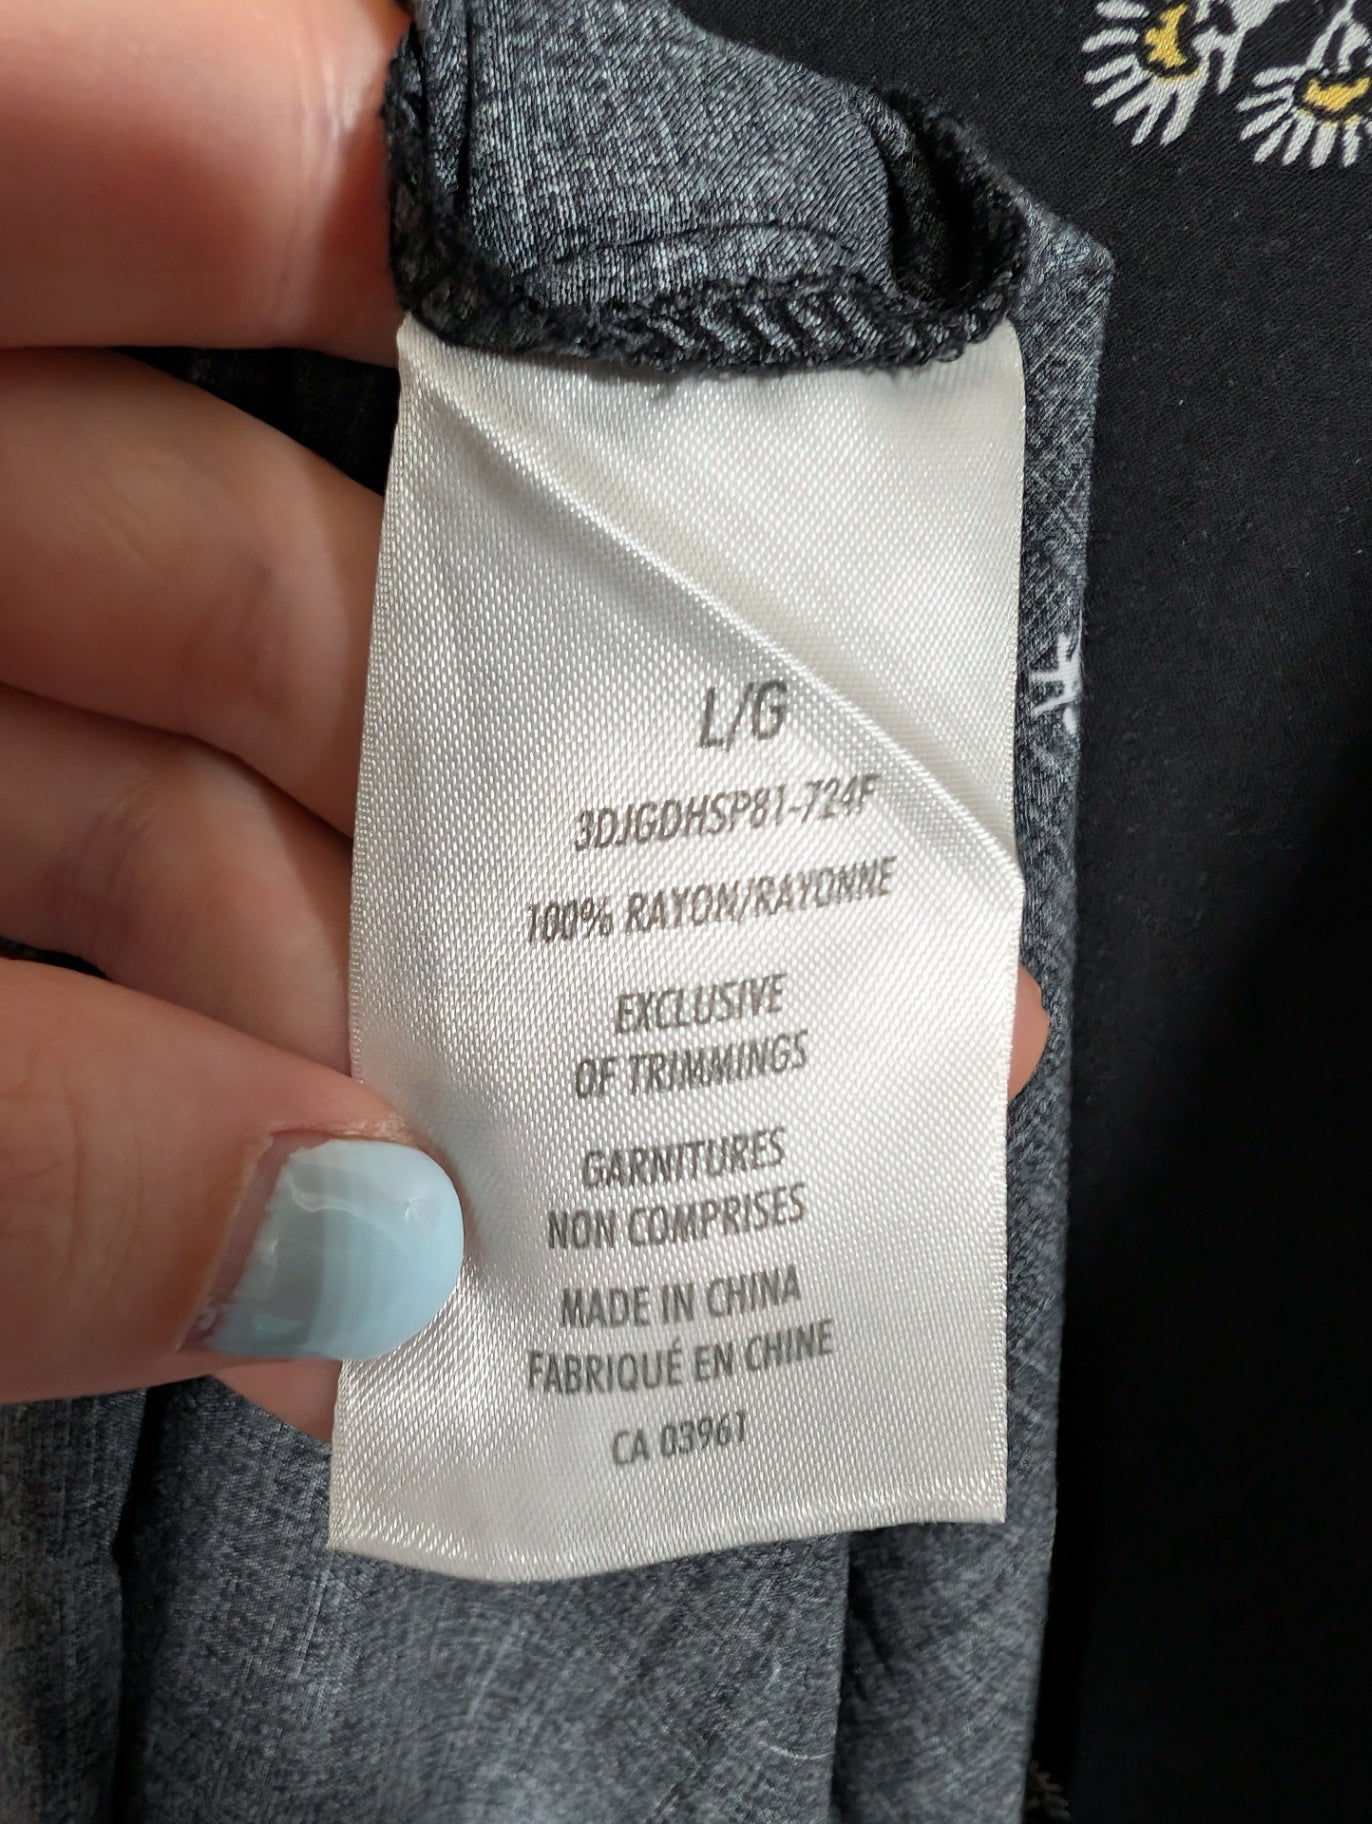 L/G
3DJGDHSP81-724F
100% RAYON/RAYONNE
EXCLUSIVE
OF TRIMMINGS
GARNITURES
NON COMPRISES
MADE IN CHINA
FABRIQUÉ EN CHINE
CA 03961